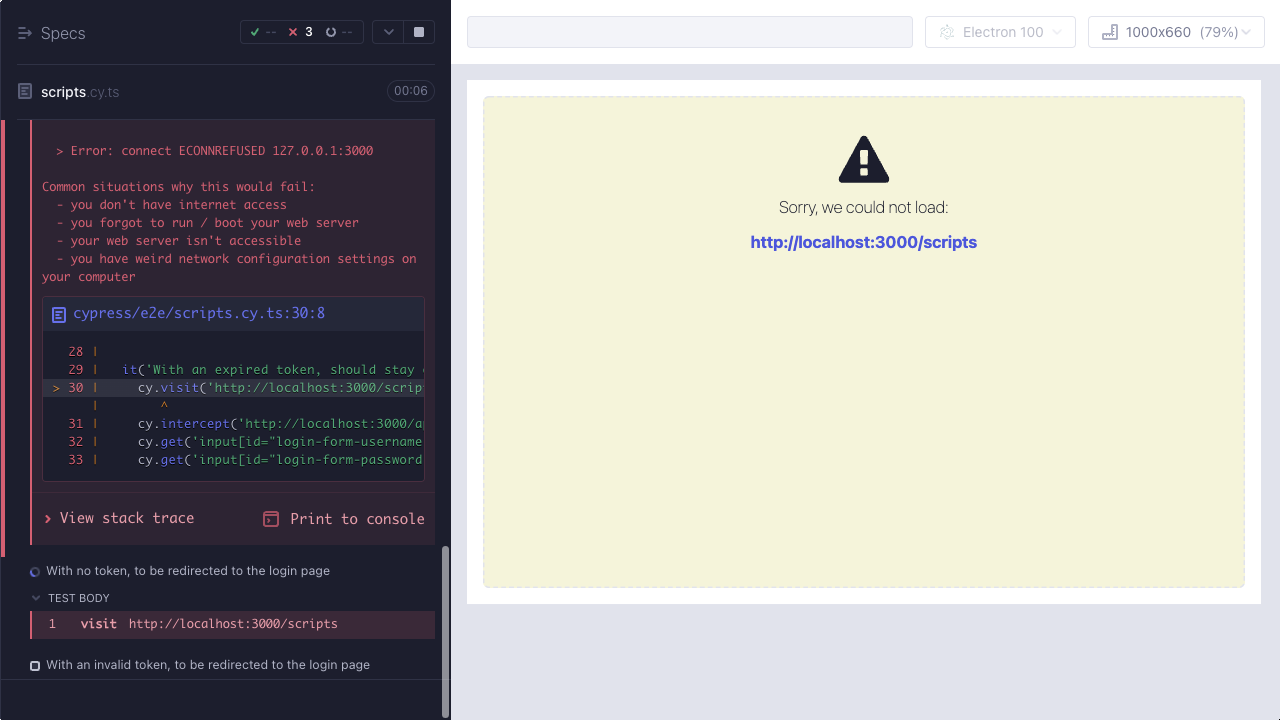 Specs
--
3
--
scripts.cy.ts
00:06
> Error: connect ECONNREFUSED 127.0.0.1:3000
Common situations why this would fail:
- you don't have internet access
- you forgot to run / boot your web server
- your web server isn't accessible
- you have weird network configuration settings on
your computer
cypress/e2e/scripts.cy.ts:30:8
28 |
29 | it('With an expired token, should stay
> 30 | cy.visit('http://localhost:3000/script
| ^
31 | cy.intercept('http://localhost:3000/ap
32 | cy.get('input[id="login-form-username
33 | cy.get('input[id="login-form-password
View stack trace
Print to console
With no token, to be redirected to the login page
TEST BODY
1 visit http://localhost:3000/scripts
With an invalid token, to be redirected to the login page
Electron 100
1000x660 (79%)
Sorry, we could not load:
http://localhost:3000/scripts